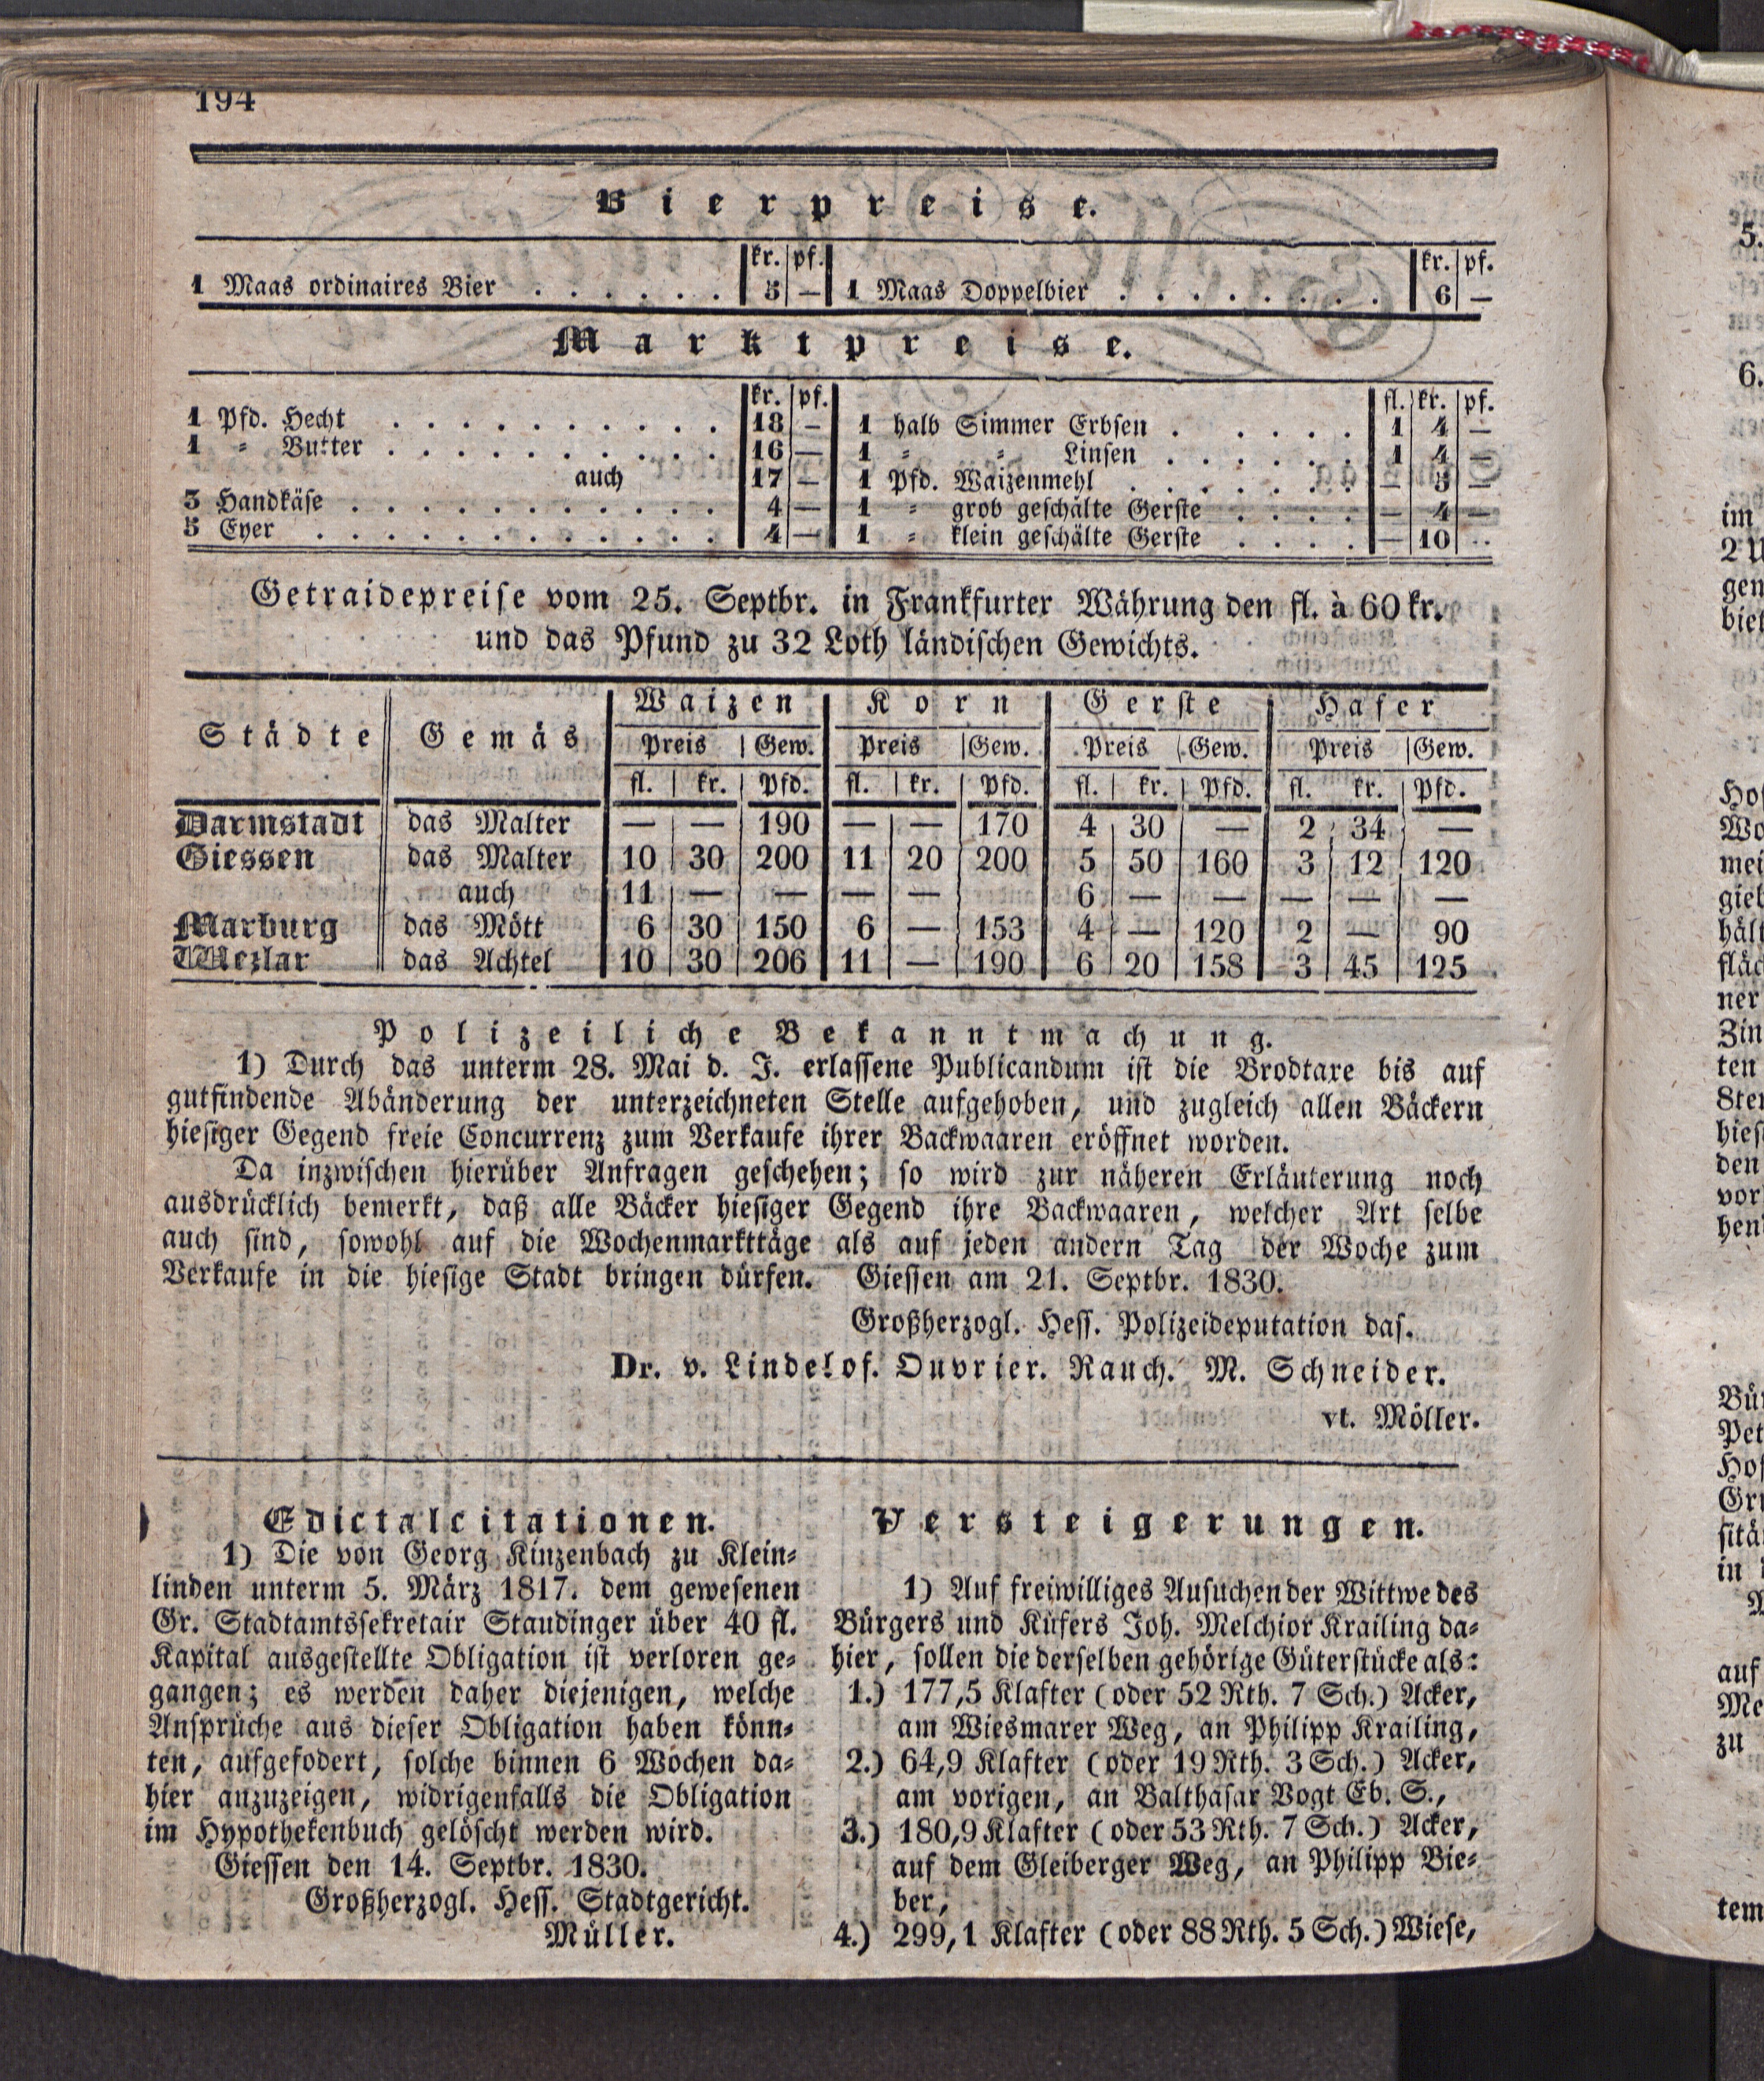 194
Bierpreise.
kr. pf. kr. pf.
1 Maas ordinaires Bier . . . . . . 5 — 1 Maas Doppelbier . . . . . . . . 6 —
Marktpreise.
kr. pf. fl. kr. pf.
1 Pfd. Hecht . . . . . . . . . . 18 — 1 halb Simmer Erbsen . . . . . 1 4 —
1 = Butter . . . . . . . . . . 16 — 1 = = Linsen . . . . . . 1 4 —
auch 17 — 1 Pfd. Waizenmehl . . . . . . . — 5 —
3 Handkäse . . . . . . . . . . . 4 — 1 = grob geschälte Gerste . . . . — 4 —
5 Eyer . . . . . . . . . . . . 4 — 1 = klein geschälte Gerste . . . . — 10 ..
Getraidepreise vom 25. Septbr. in Frankfurter Währung den fl. à 60 kr.
und das Pfund zu 32 Loth ländischen Gewichts.
Städte Gemäs Waizen Korn Gerste Hafer
Preis Gew. Preis Gew. Preis Gew. Preis Gew.
fl. kr. Pfd. fl. kr. Pfd. fl. kr. Pfd. fl. kr. Pfd.
Darmstadt das Malter — — 190 — — 170 4 30 — 2 34 —
Giessen das Malter 10 30 200 11 20 200 5 50 160 3 12 120
auch 11 — — — — 6 — — — — —
Marburg das Mött 6 30 150 6 — 153 4 — 120 2 — 90
Wezlar das Achtel 10 30 206 11 — 190 6 20 158 3 45 125
Polizeiliche Bekanntmachung.
1) Durch das unterm 28. Mai d. J. erlassene Publicandum ist die Brodtaxe bis auf
gutfindende Abänderung der unterzeichneten Stelle aufgehoben, und zugleich allen Bäckern
hiesiger Gegend freie Concurrenz zum Verkaufe ihrer Backwaaren eröffnet worden.
Da inzwischen hierüber Anfragen geschehen; so wird zur näheren Erläuterung noch
ausdrücklich bemerkt, daß alle Bäcker hiesiger Gegend ihre Backwaaren, welcher Art selbe
auch sind, sowohl auf die Wochenmarkttäge als auf jeden andern Tag der Woche zum
Verkaufe in die hiesige Stadt bringen dürfen. Giessen am 21. Septbr. 1830.
Großherzogl. Hess. Polizeideputation das.
Dr. v. Lindelof. Ouvrier. Rauch. M. Schneider.
vt. Möller.
Edictalcitationen.
1) Die von Georg Kinzenbach zu Klein=
linden unterm 5. März 1817. dem gewesenen
Gr. Stadtamtssekretair Staudinger über 40 fl.
Kapital ausgestellte Obligation ist verloren ge=
gangen; es werden daher diejenigen, welche
Ansprüche aus dieser Obligation haben könn=
ten, aufgefodert, solche binnen 6 Wochen da=
hier anzuzeigen, widrigenfalls die Obligation
im Hypothekenbuch gelöscht werden wird.
Giessen den 14. Septbr. 1830.
Großherzogl. Hess. Stadtgericht.
Müller.
Versteigerungen.
1) Auf freiwilliges Ausuchen der Wittwe des
Bürgers und Küfers Joh. Melchior Krailing da=
hier, sollen die derselben gehörige Güterstücke als:
1.) 177,5 Klafter (oder 52 Rth. 7 Sch.) Acker,
am Wiesmarer Weg, an Philipp Krailing,
2.) 64,9 Klafter (oder 19 Rth. 3 Sch.) Acker,
am vorigen, an Balthasar Vogt Eb. S.,
3.) 180,9 Klafter (oder 53 Rth. 7 Sch.) Acker,
auf dem Gleiberger Weg, an Philipp Bie=
ber,
4.) 299,1 Klafter (oder 88 Rth. 5 Sch.) Wiese,